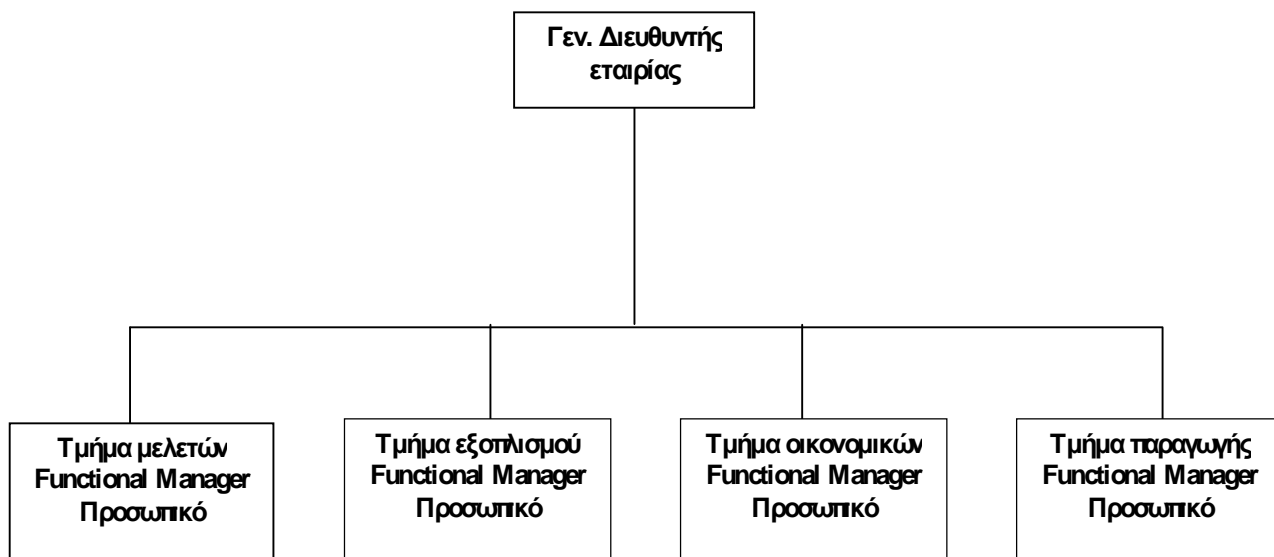 Γεν. Διευθυντής
εταιρίας
Τμήμα μελετών
Functional Manager
Προσωπικό
Τμήμα εξοπλισμού
Functional Manager
Προσωπικό
Τμήμα οικονομικών
Functional Manager
Προσωπικό
Τμήμα παραγωγής
Functional Manager
Προσωπικό